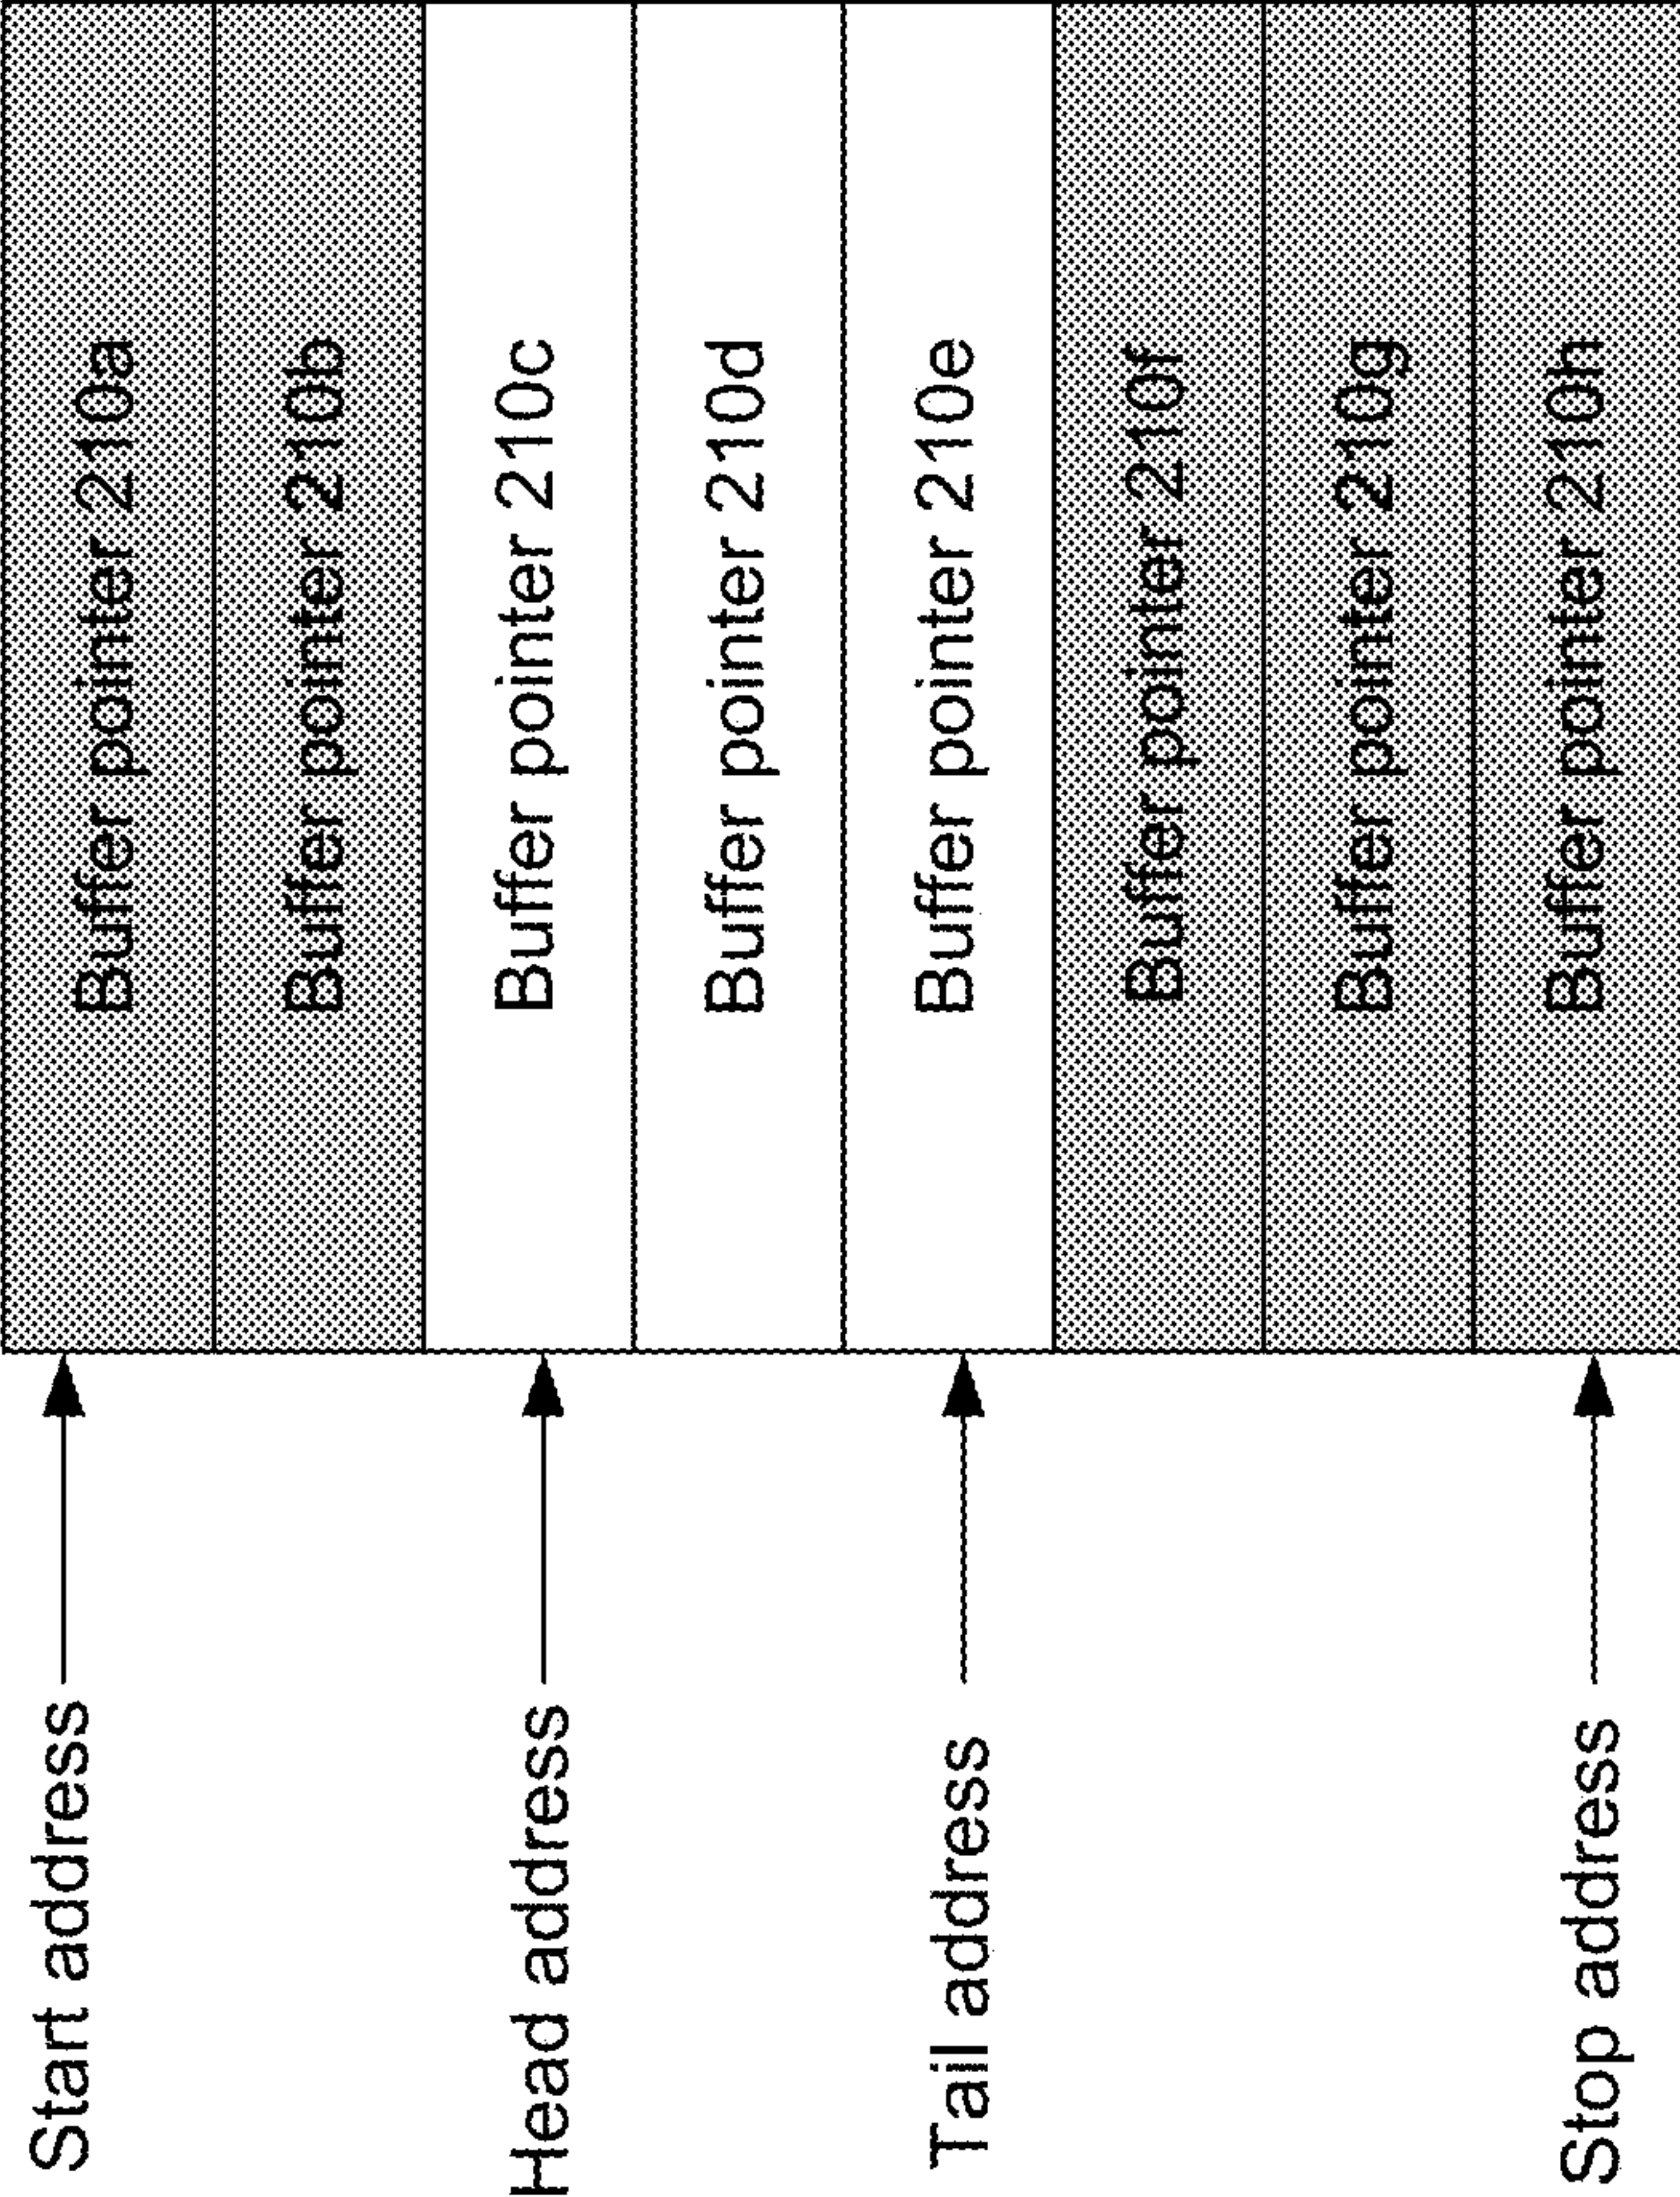 Start address
Buffer pointer 210a
Buffer pointer 210b
Head address
Buffer pointer 210c
Buffer pointer 210d
Tail address
Buffer pointer 210e
Buffer pointer 210f
Buffer pointer 210g
Stop address
Buffer pointer 210h